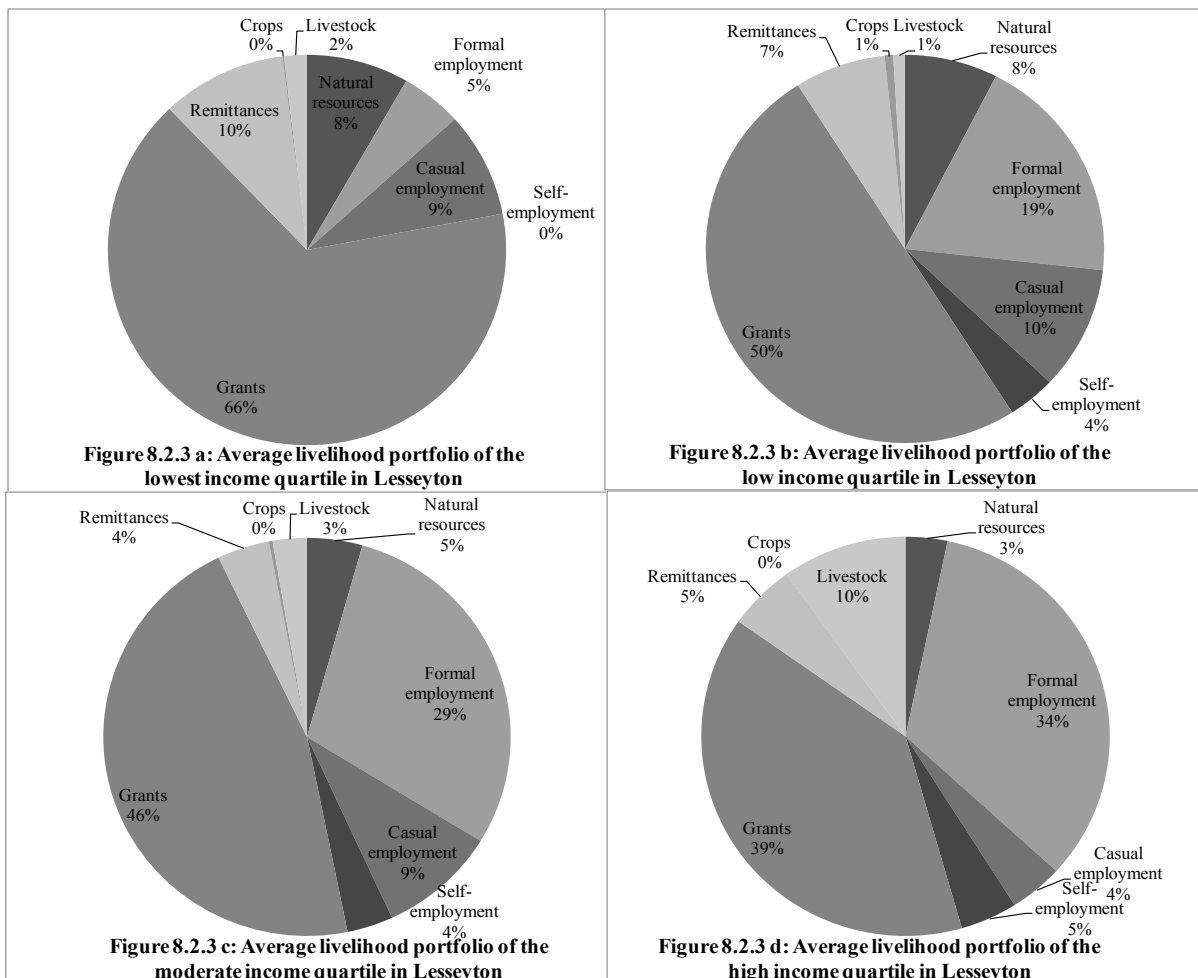 Crops
0%
Livestock
2%
Formal
employment
5%
Natural
resources
8%
Remittances
10%
Casual
employment
9%
Self-
employment
0%
Grants
66%
Figure 8.2.3 a: Average livelihood portfolio of the
lowest income quartile in Lesseyton
Remittances
7%
Crops
1%
Livestock
1%
Natural
resources
8%
Formal
employment
19%
Casual
employment
10%
Grants
50%
Self-
employment
4%
Figure 8.2.3 b: Average livelihood portfolio of the
low income quartile in Lesseyton
Remittances
4%
Crops
0%
Livestock
3%
Natural
resources
5%
Formal
employment
29%
Grants
46%
Casual
employment
9%
Self-
employment
4%
Figure 8.2.3 c: Average livelihood portfolio of the
moderate income quartile in Lesseyton
Natural
resources
3%
Crops
0%
Livestock
10%
Remittances
5%
Formal
employment
34%
Grants
39%
Casual
employment
4%
Self-
employment
5%
Figure 8.2.3 d: Average livelihood portfolio of the
high income quartile in Lesseyton